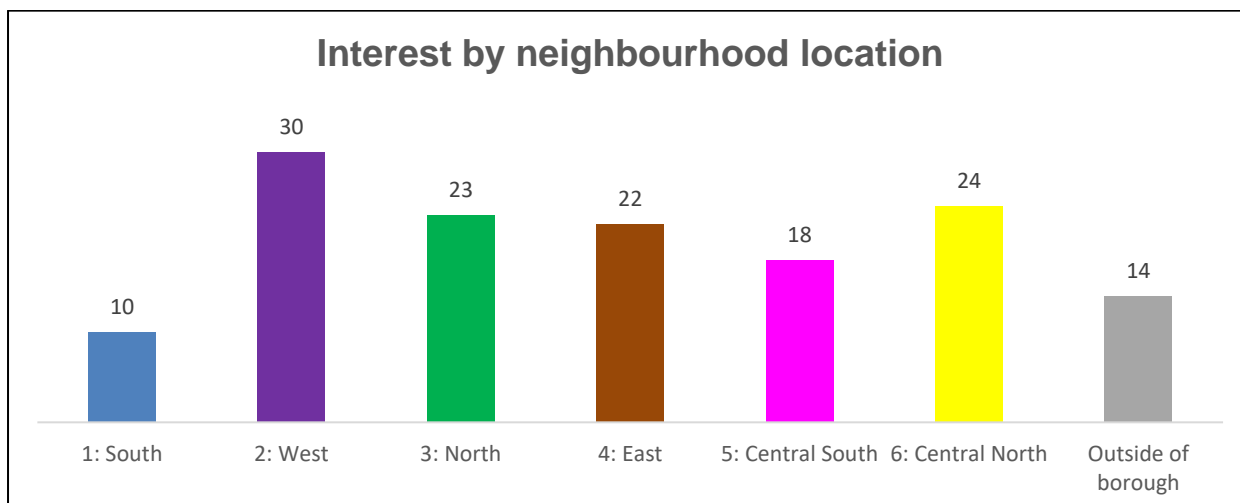 Interest by neighbourhood location
30
23
22
18
24
10
14
1: South
2: West
3: North
4: East
5: Central South
6: Central North
Outside of
borough